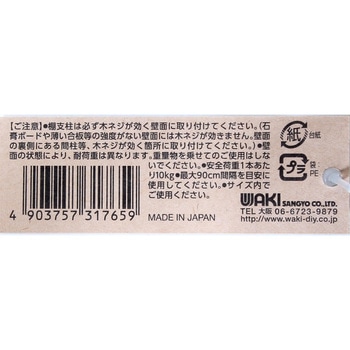 【ご注意】●棚支柱は必ず木ネジが効く壁面に取り付けてください。(石
膏ボードや薄い合板等の強度がない壁面には木ネジが効きません。壁面
の裏側にある間柱等、木ネジが効く箇所に取り付けてください。)●壁
面の状態により、耐荷重は異なります。重量物を乗せてのご使用はしな
いでください。●安全荷重1本あた
り10kg●最大90cm間隔を目安に
使用してください。●サイズ内で
ご使用ください。
4 903757 317659
MADE IN JAPAN
紙
台紙
プラ
袋:
PE
WAKI SANGYO CO.,LTD.
TEL 大阪 06-6723-9879
http://www.waki-diy.co.jp